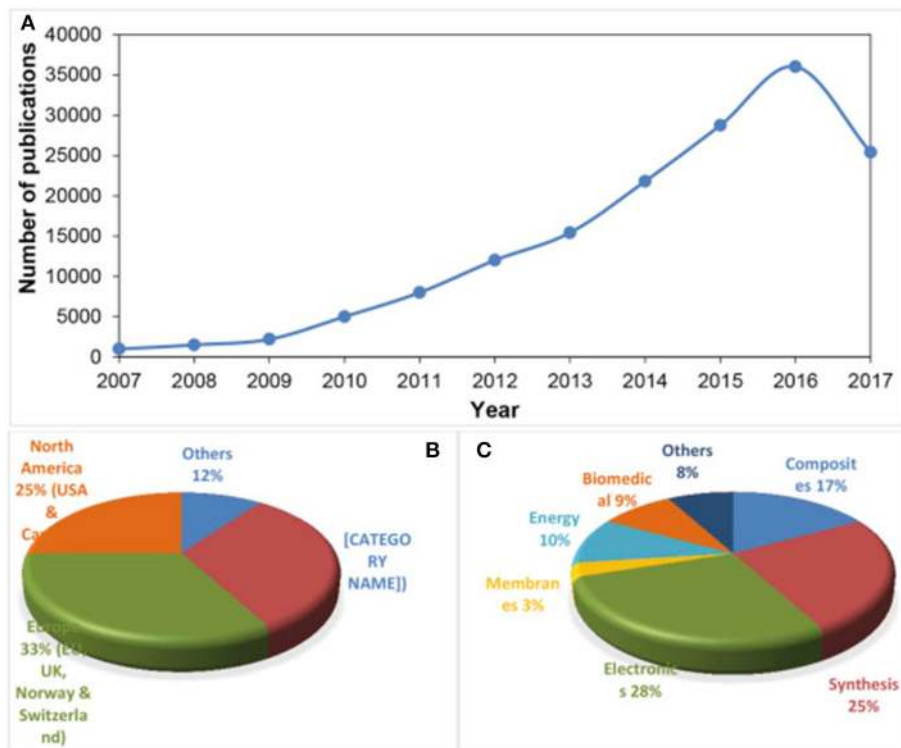 A
Number of publications
40000
35000
30000
25000
20000
15000
10000
5000
0
2007 2008 2009 2010 2011 2012 2013 2014 2015 2016 2017
Year
B
North
America
25% (USA
&
Others
12%
[CATEGO
RY
NAME])
33%
UK,
Norway &
Switzerla
nd)
C
Others
8%
Composit
es 17%
Biomedic
al 9%
Energy
10%
Membran
es 3%
Electronic
s 28%
Synthesis
25%